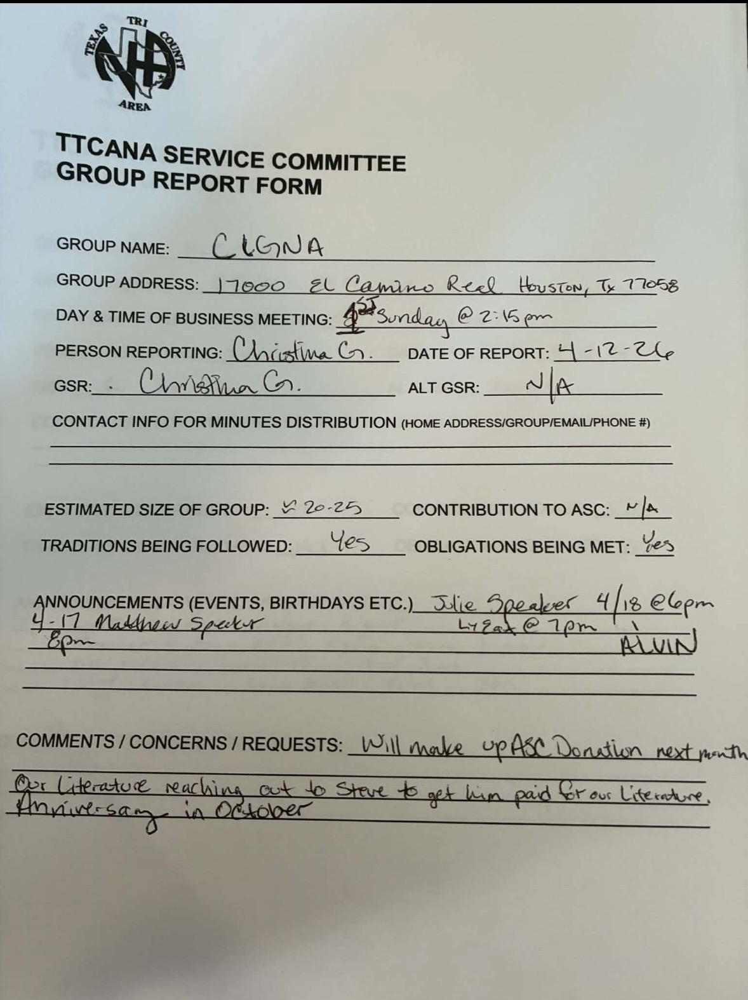 TEXAS TRI COUNTY
NA
AREA
TTCANA SERVICE COMMITTEE
GROUP REPORT FORM
GROUP NAME: CLGNA
GROUP ADDRESS: 17000 El Camino Real Houston, Tx 77058
DAY & TIME OF BUSINESS MEETING: 1st Sunday @ 2:15pm
PERSON REPORTING: Christina G. DATE OF REPORT: 4-12-26
GSR: Christina G. ALT GSR: N/A
CONTACT INFO FOR MINUTES DISTRIBUTION (HOME ADDRESS/GROUP/EMAIL/PHONE #)
ESTIMATED SIZE OF GROUP: ≈ 20-25 CONTRIBUTION TO ASC: N/A
TRADITIONS BEING FOLLOWED: Yes OBLIGATIONS BEING MET: Yes
ANNOUNCEMENTS (EVENTS, BIRTHDAYS ETC.) Julie Speaker 4/18 @ 6pm
4-17 Matthew Speaker ↳ Eat @ 7pm
8pm ALVIN
COMMENTS / CONCERNS / REQUESTS: Will make up ASC Donation next month
Our Literature reaching out to Steve to get him paid for our Literature.
Anniversary in October